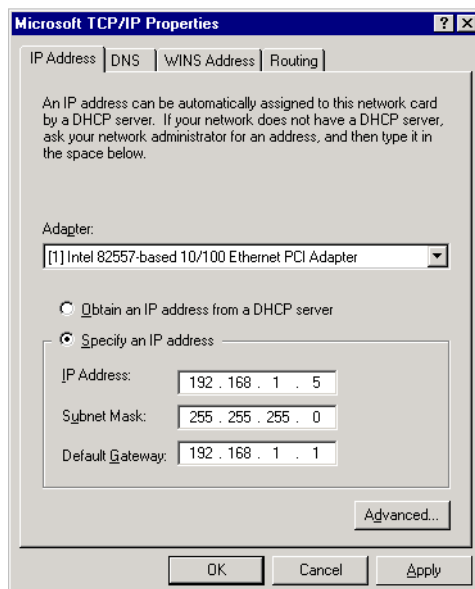 Microsoft TCP/IP Properties
IP Address DNS WINS Address Routing
An IP address can be automatically assigned to this network card
by a DHCP server. If your network does not have a DHCP server,
ask your network administrator for an address, and then type it in
the space below.
Adapter:
[1] Intel 82557-based 10/100 Ethernet PCI Adapter
Obtain an IP address from a DHCP server
Specify an IP address
IP Address: 192 . 168 . 1 . 5
Subnet Mask: 255 . 255 . 255 . 0
Default Gateway: 192 . 168 . 1 . 1
Advanced...
OK Cancel Apply